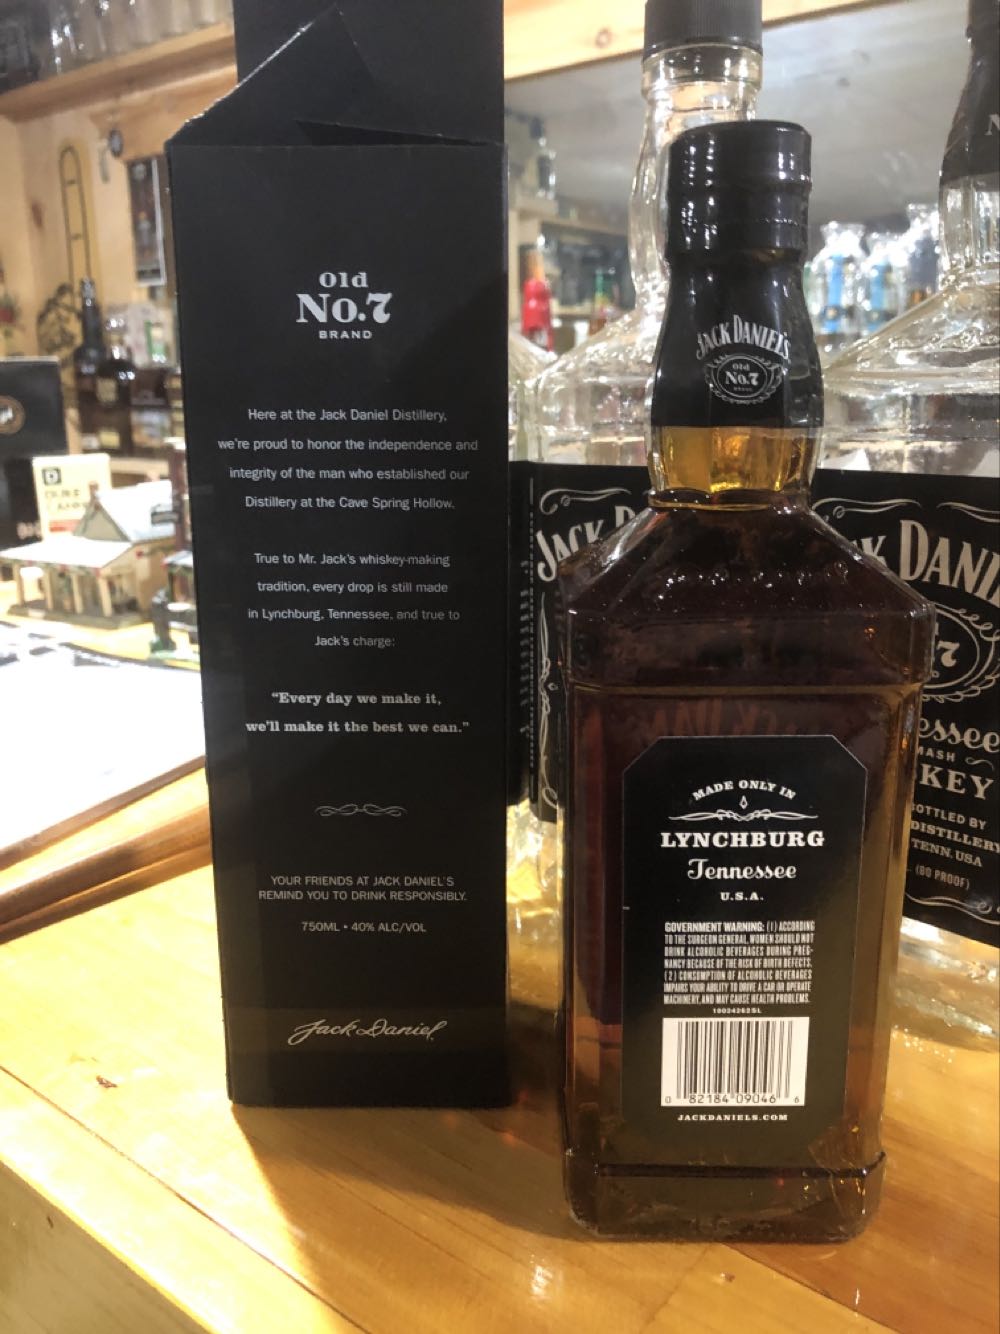 Old
No.7
BRAND
Here at the Jack Daniel Distillery,
we're proud to honor the independence and
integrity of the man who established our
Distillery at the Cave Spring Hollow.
True to Mr. Jack's whiskey-making
tradition, every drop is still made
in Lynchburg, Tennessee, and true to
Jack's charge:
"Every day we make it,
we'll make it the best we can."
YOUR FRIENDS AT JACK DANIEL'S
REMIND YOU TO DRINK RESPONSIBLY.
750ML • 40% ALC/VOL
Jack Daniel
JACK DANIEL'S
Old
No.7
BRAND
MADE ONLY IN
LYNCHBURG
Tennessee
U.S.A.
GOVERNMENT WARNING: (1) ACCORDING
TO THE SURGEON GENERAL, WOMEN SHOULD NOT
DRINK ALCOHOLIC BEVERAGES DURING PREG-
NANCY BECAUSE OF THE RISK OF BIRTH DEFECTS.
(2) CONSUMPTION OF ALCOHOLIC BEVERAGES
IMPAIRS YOUR ABILITY TO DRIVE A CAR OR OPERATE
MACHINERY, AND MAY CAUSE HEALTH PROBLEMS.
10034262SL
0 82184 09046 6
JACKDANIELS.COM
JACK D
K DANI
7
essee
MASH
KEY
BOTTLED BY
DISTILLERY
TENN. USA
(80 PROOF)